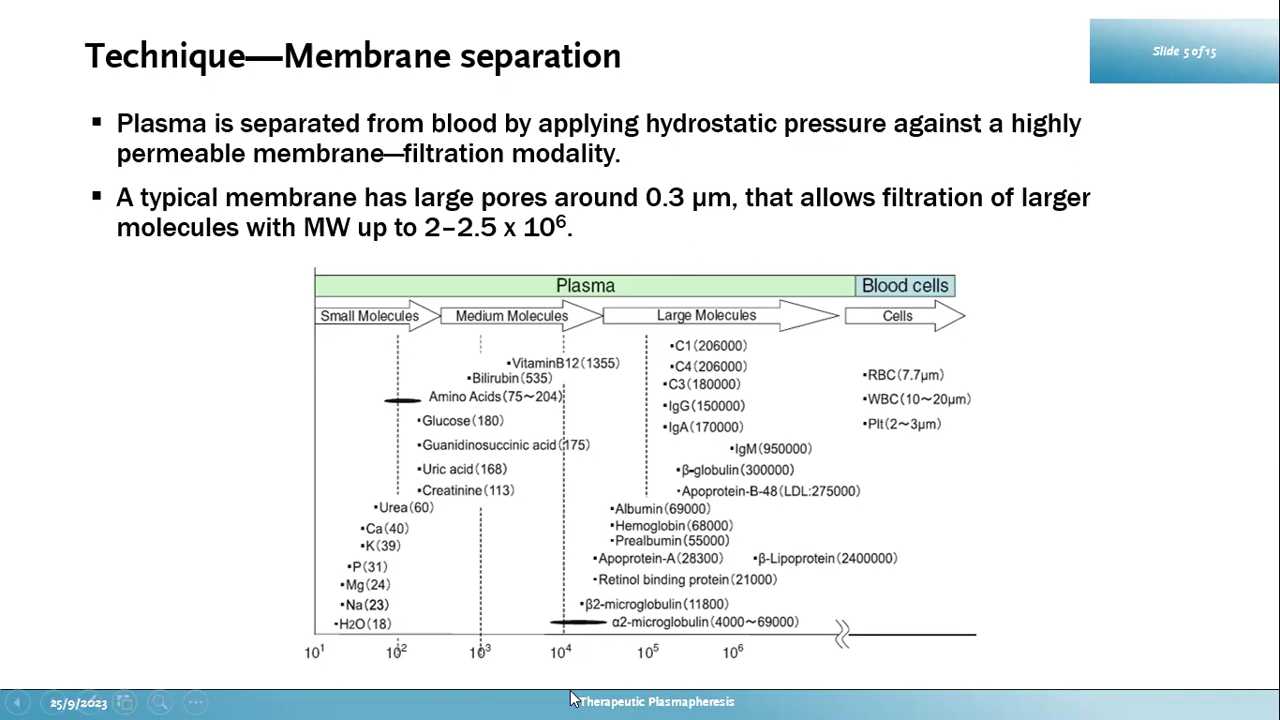 Technique—Membrane separation
Slide 5 of 15
▪ Plasma is separated from blood by applying hydrostatic pressure against a highly
permeable membrane—filtration modality.
▪ A typical membrane has large pores around 0.3 µm, that allows filtration of larger
molecules with MW up to 2–2.5 x 10⁶.
Plasma
Blood cells
Small Molecules
Medium Molecules
Large Molecules
Cells
▪VitaminB12(1355)
▪Bilirubin(535)
Amino Acids(75～204)
▪Glucose(180)
▪Guanidinosuccinic acid(175)
▪Uric acid(168)
▪Creatinine(113)
▪Urea(60)
▪Ca(40)
▪K(39)
▪P(31)
▪Mg(24)
▪Na(23)
▪H2O(18)
▪C1(206000)
▪C4(206000)
▪C3(180000)
▪IgG(150000)
▪IgA(170000)
▪IgM(950000)
▪β-globulin(300000)
▪Apoprotein-B-48(LDL:275000)
▪Albumin(69000)
▪Hemoglobin(68000)
▪Prealbumin(55000)
▪Apoprotein-A(28300)
▪β-Lipoprotein(2400000)
▪Retinol binding protein(21000)
▪β2-microglobulin(11800)
α2-microglobulin(4000～69000)
▪RBC(7.7µm)
▪WBC(10～20µm)
▪Plt(2～3µm)
10¹ 10² 10³ 10⁴ 10⁵ 10⁶
25/9/2023
Therapeutic Plasmapheresis